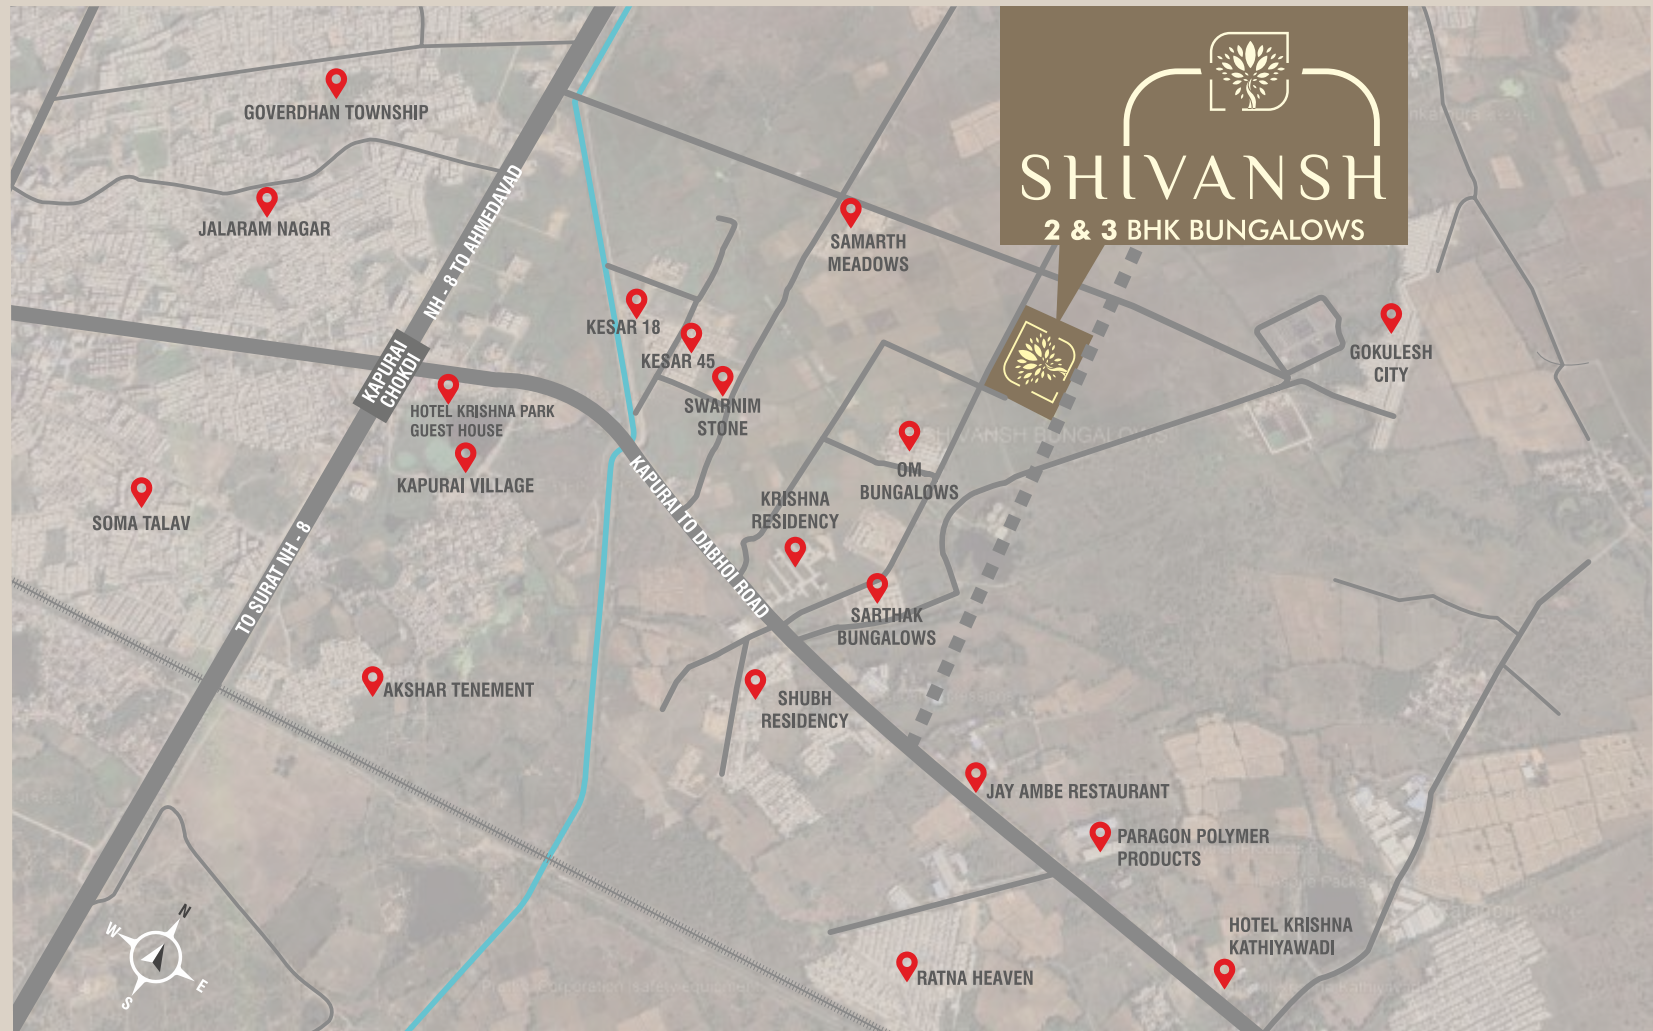 SHIVANSH
2 & 3 BHK BUNGALOWS
GOVERDHAN TOWNSHIP
JALARAM NAGAR
NH - 8 TO AHMEDAVAD
SAMARTH
MEADOWS
KESAR 18
KESAR 45
SWARNIM
STONE
GOKULESH
CITY
KAPURAI
CHOKDI
HOTEL KRISHNA PARK
GUEST HOUSE
KAPURAI VILLAGE
SOMA TALAV
TO SURAT NH - 8
KAPURAI TO DABHOI ROAD
SHIVANSH BUNGALOWS
OM
BUNGALOWS
KRISHNA
RESIDENCY
SARTHAK
BUNGALOWS
AKSHAR TENEMENT
SHUBH
RESIDENCY
JAY AMBE RESTAURANT
PARAGON POLYMER
PRODUCTS
HOTEL KRISHNA
KATHIYAWADI
RATNA HEAVEN
N
W
E
S